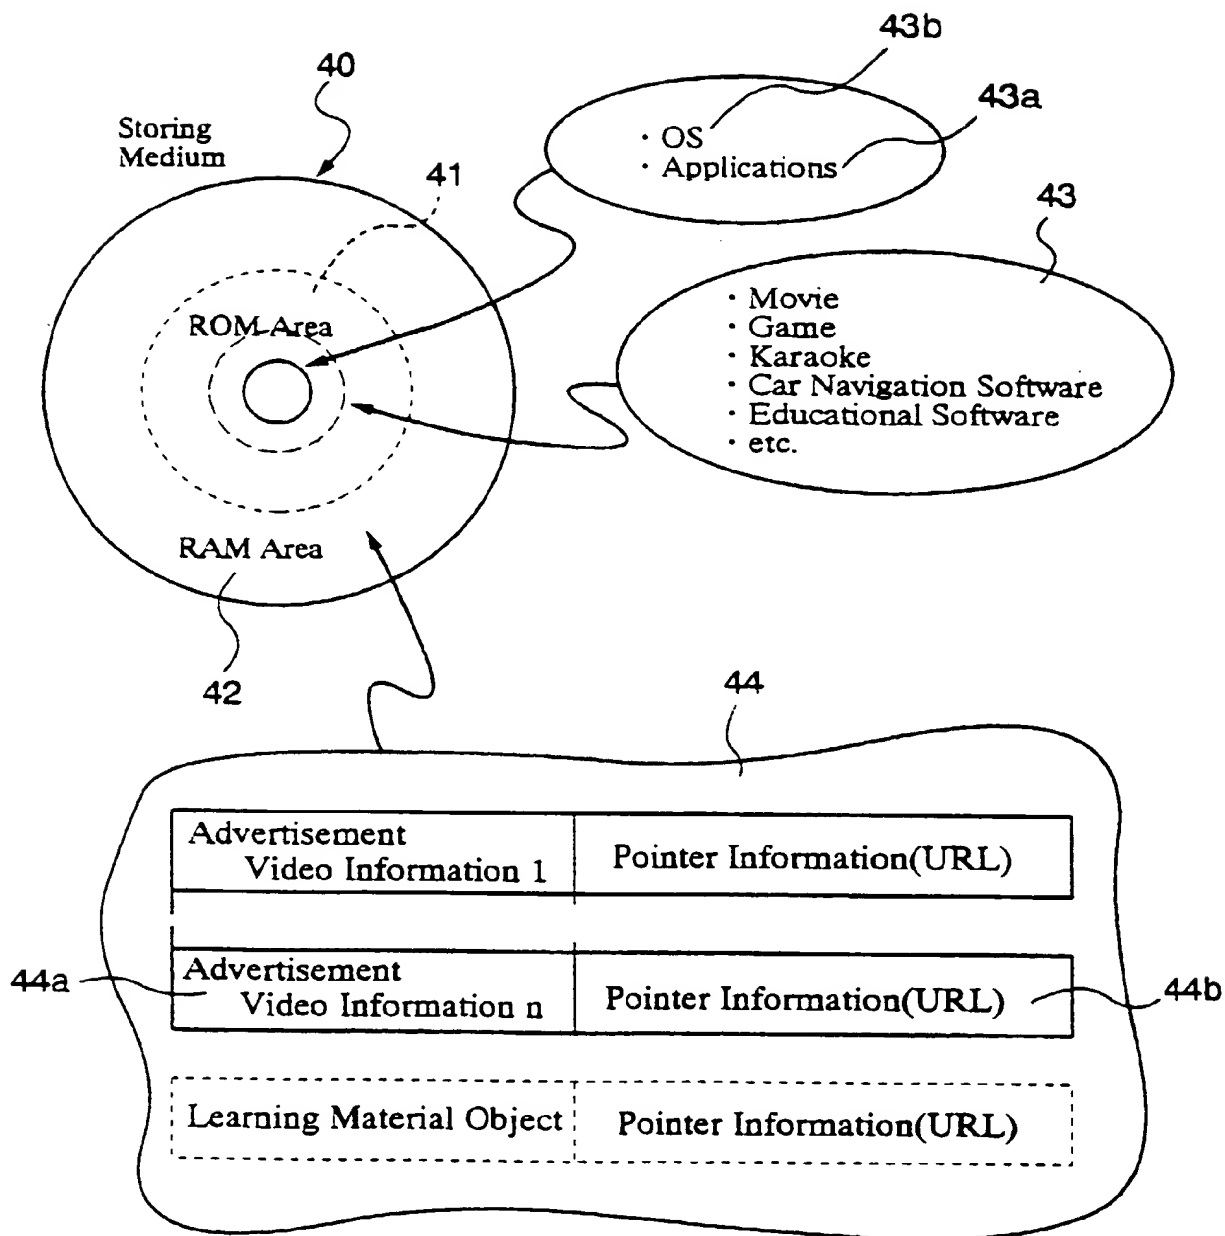 43b
40
43a
Storing
Medium
· OS
· Applications
41
43
ROM Area
· Movie
· Game
· Karaoke
· Car Navigation Software
· Educational Software
· etc.
RAM Area
42
44
Advertisement
Video Information 1
Pointer Information(URL)
44a
Advertisement
Video Information n
Pointer Information(URL)
44b
Learning Material Object
Pointer Information(URL)